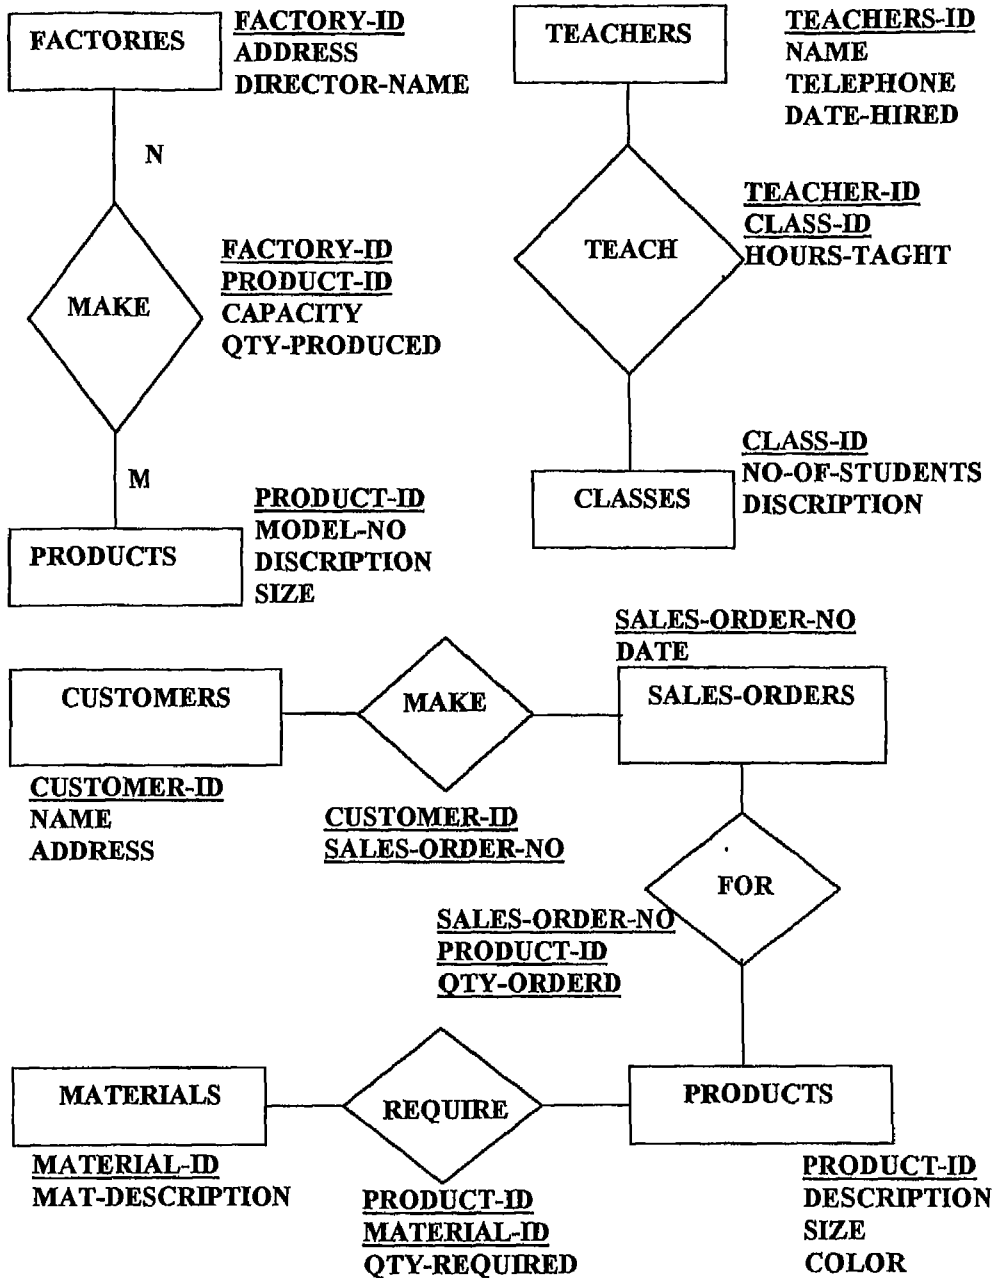 FACTORIES
FACTORY-ID
ADDRESS
DIRECTOR-NAME
N
MAKE
FACTORY-ID
PRODUCT-ID
CAPACITY
QTY-PRODUCED
M
PRODUCTS
PRODUCT-ID
MODEL-NO
DISCRIPTION
SIZE
TEACHERS
TEACHERS-ID
NAME
TELEPHONE
DATE-HIRED
TEACH
TEACHER-ID
CLASS-ID
HOURS-TAGHT
CLASSES
CLASS-ID
NO-OF-STUDENTS
DISCRIPTION
CUSTOMERS
CUSTOMER-ID
NAME
ADDRESS
MAKE
CUSTOMER-ID
SALES-ORDER-NO
SALES-ORDER-NO
DATE
SALES-ORDERS
FOR
SALES-ORDER-NO
PRODUCT-ID
QTY-ORDERD
MATERIALS
MATERIAL-ID
MAT-DESCRIPTION
REQUIRE
PRODUCT-ID
MATERIAL-ID
QTY-REQUIRED
PRODUCTS
PRODUCT-ID
DESCRIPTION
SIZE
COLOR